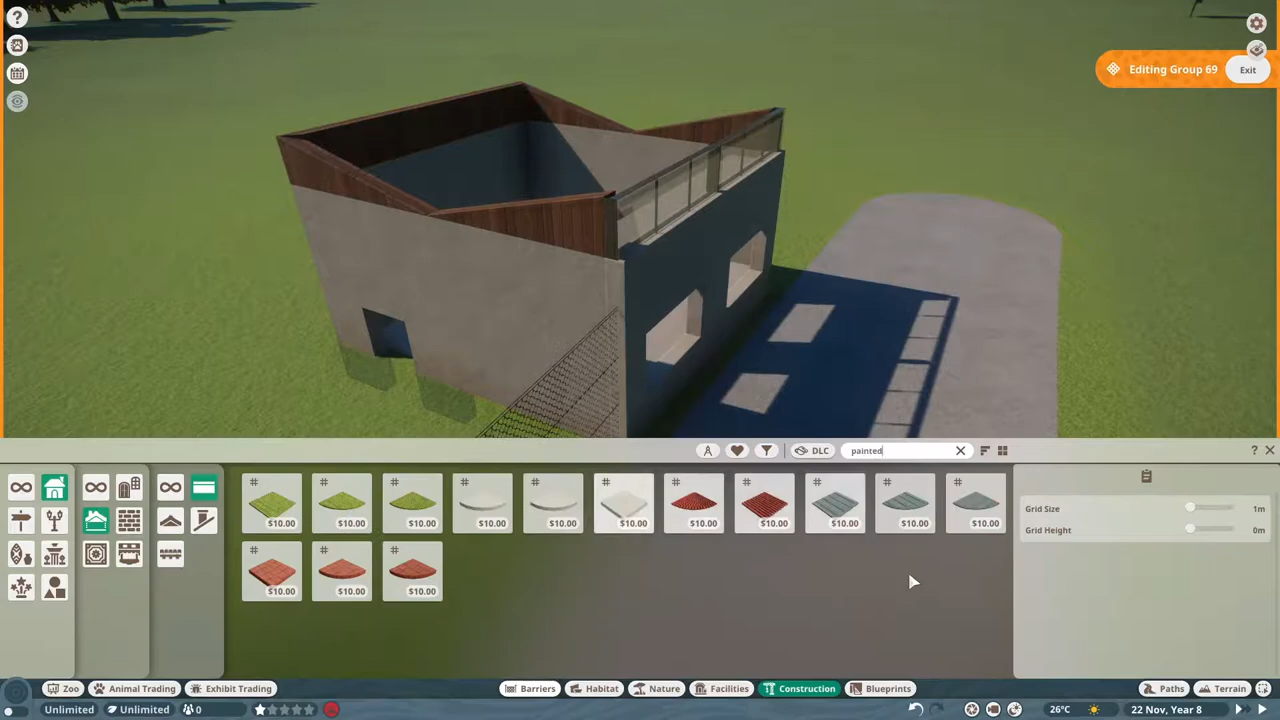 ?
Editing Group 69
Exit
DLC
painted
?
$10.00
$10.00
$10.00
$10.00
$10.00
$10.00
$10.00
$10.00
$10.00
$10.00
$10.00
$10.00
$10.00
$10.00
Grid Size
1m
Grid Height
0m
Zoo
Animal Trading
Exhibit Trading
Barriers
Habitat
Nature
Facilities
Construction
Blueprints
Paths
Terrain
Unlimited
Unlimited
0
26°C
22 Nov, Year 8